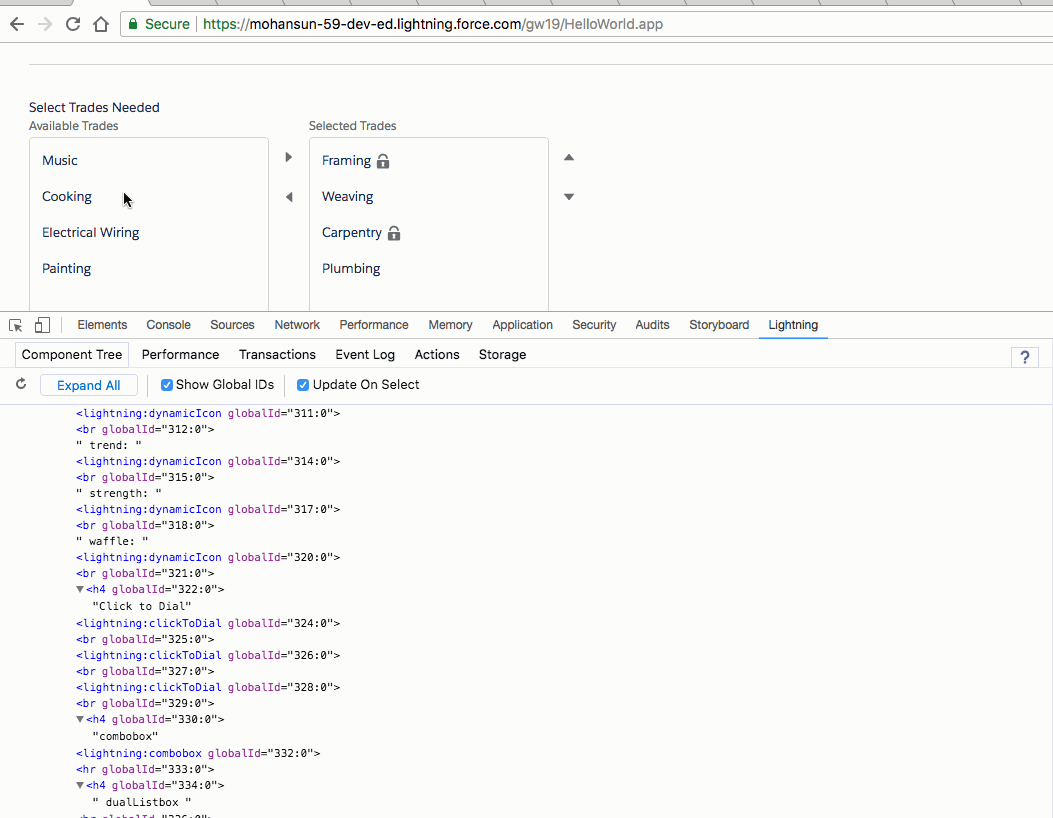 Secure https://mohansun-59-dev-ed.lightning.force.com/gw19/HelloWorld.app
Select Trades Needed
Available Trades
Selected Trades
Music
Cooking
Electrical Wiring
Painting
Framing
Weaving
Carpentry
Plumbing
Elements Console Sources Network Performance Memory Application Security Audits Storyboard Lightning
Component Tree Performance Transactions Event Log Actions Storage ?
Expand All Show Global IDs Update On Select
<lightning:dynamicIcon globalId="311:0">
<br globalId="312:0">
" trend: "
<lightning:dynamicIcon globalId="314:0">
<br globalId="315:0">
" strength: "
<lightning:dynamicIcon globalId="317:0">
<br globalId="318:0">
" waffle: "
<lightning:dynamicIcon globalId="320:0">
<br globalId="321:0">
▼<h4 globalId="322:0">
"Click to Dial"
<lightning:clickToDial globalId="324:0">
<br globalId="325:0">
<lightning:clickToDial globalId="326:0">
<br globalId="327:0">
<lightning:clickToDial globalId="328:0">
<br globalId="329:0">
▼<h4 globalId="330:0">
"combobox"
<lightning:combobox globalId="332:0">
<hr globalId="333:0">
▼<h4 globalId="334:0">
" dualListbox "